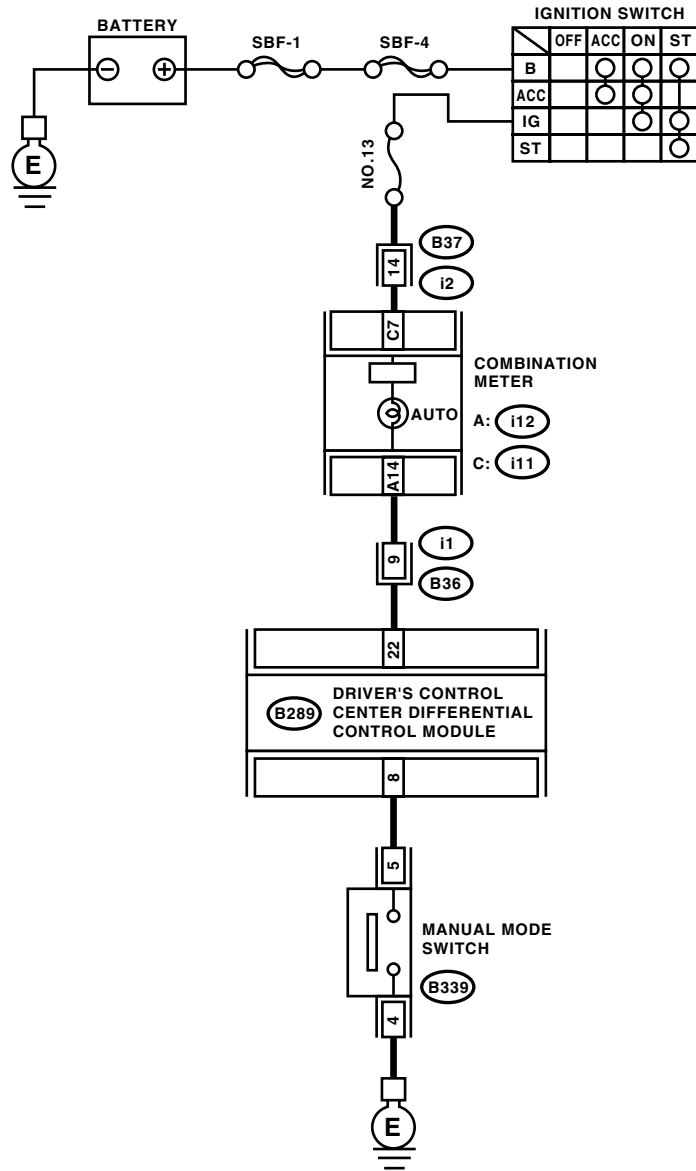 IGNITION SWITCH
OFF ACC ON ST
B
ACC
IG
ST
BATTERY
SBF-1
SBF-4
E
NO.13
14
B37
i2
C7
COMBINATION
METER
AUTO
A: i12
C: i11
A14
9
i1
B36
22
B289
DRIVER'S CONTROL
CENTER DIFFERENTIAL
CONTROL MODULE
8
5
MANUAL MODE
SWITCH
B339
4
E